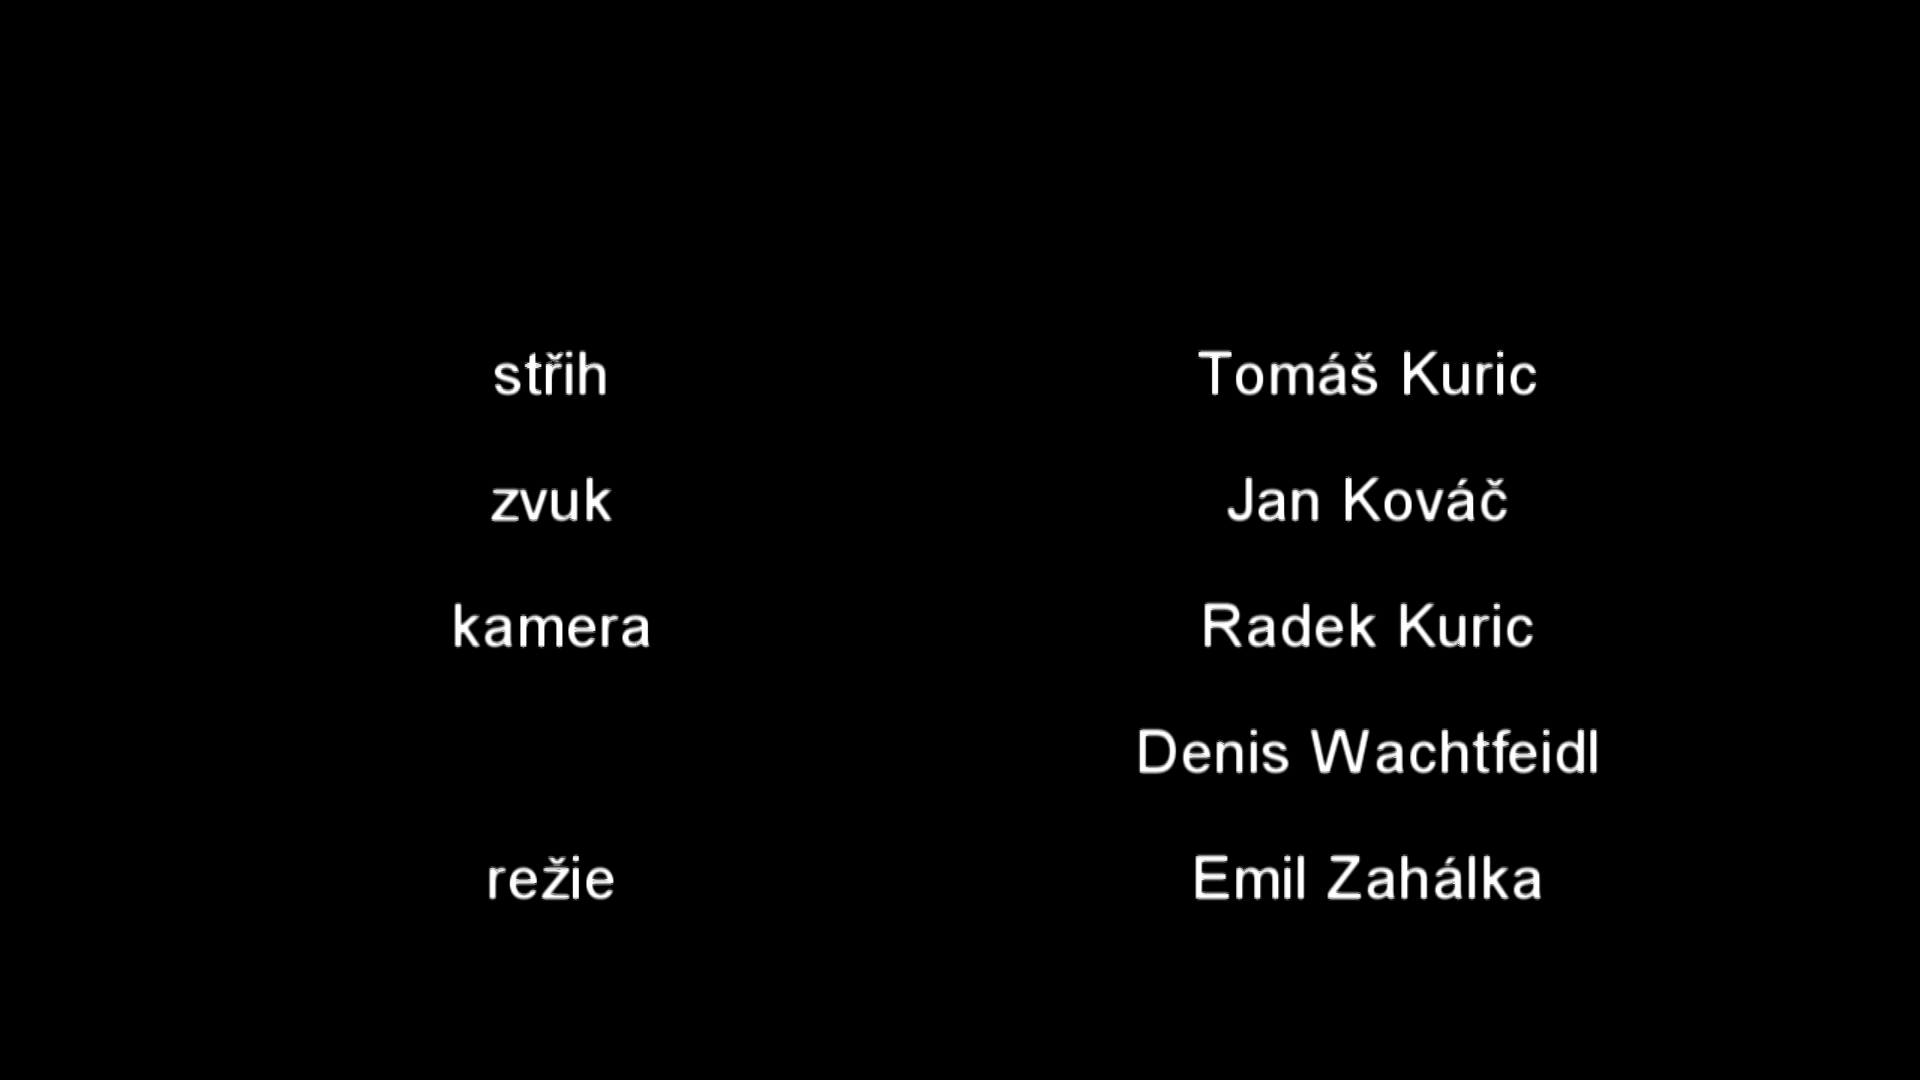 střih Tomáš Kuric
zvuk Jan Kováč
kamera Radek Kuric
Denis Wachtfeidl
režie Emil Zahálka